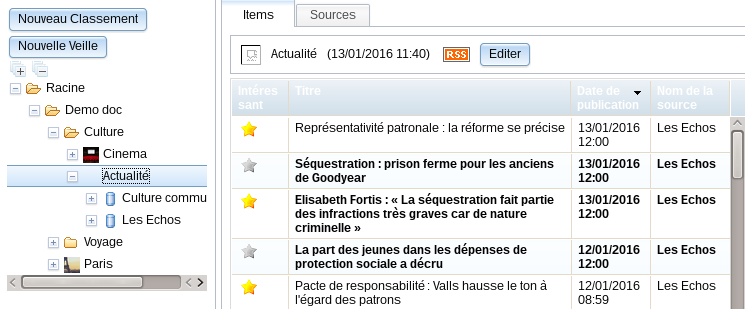 Nouveau Classement
Nouvelle Veille
Racine
Demo doc
Culture
Cinema
Actualité
Culture commu
Les Echos
Voyage
Paris
Items
Sources
Actualité (13/01/2016 11:40)
RSS
Editer
Intéres
sant
Titre
Date de
publication
Nom de la
source
Représentativité patronale : la réforme se précise
13/01/2016
12:00
Les Echos
Séquestration : prison ferme pour les anciens
de Goodyear
13/01/2016
12:00
Les Echos
Elisabeth Fortis : « La séquestration fait partie
des infractions très graves car de nature
criminelle »
13/01/2016
12:00
Les Echos
La part des jeunes dans les dépenses de
protection sociale a décru
12/01/2016
12:00
Les Echos
Pacte de responsabilité : Valls hausse le ton à
l'égard des patrons
12/01/2016
08:59
Les Echos